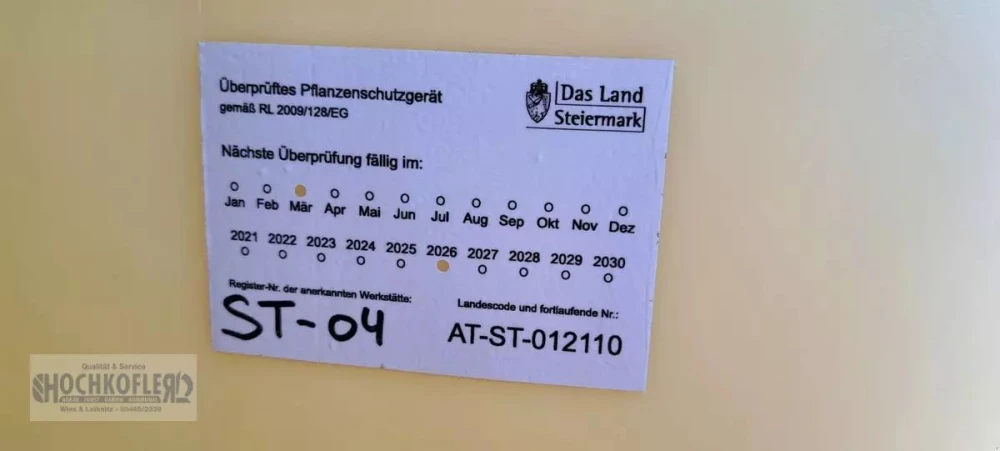 Überprüftes Pflanzenschutzgerät
gemäß RL 2009/128/EG
Das Land
Steiermark
Nächste Überprüfung fällig im:
Jan Feb Mär Apr Mai Jun Jul Aug Sep Okt Nov Dez
2021 2022 2023 2024 2025 2026 2027 2028 2029 2030
Register-Nr. der anerkannten Werkstätte:
ST-04
Landescode und fortlaufende Nr.:
AT-ST-012110
Qualität & Service
HOCHKOFLER
Wies & Leibnitz -